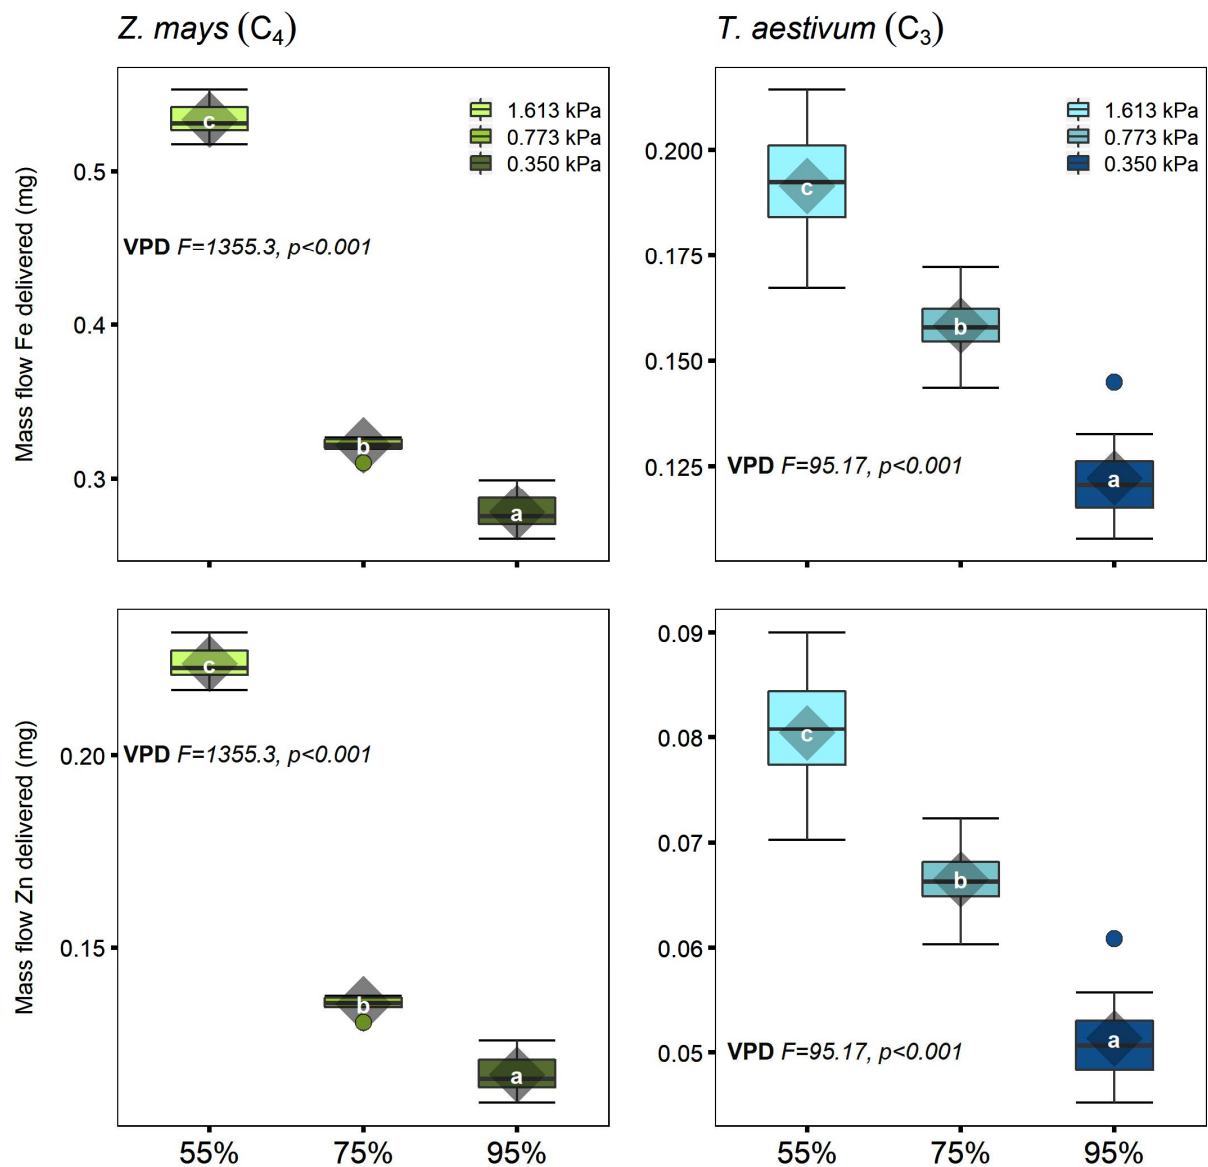 Z. mays (C₄)
T. aestivum (C₃)
Mass flow Fe delivered (mg)
0.5
0.4
0.3
c
b
a
1.613 kPa
0.773 kPa
0.350 kPa
VPD F=1355.3, p<0.001
0.200
0.175
0.150
0.125
c
b
a
1.613 kPa
0.773 kPa
0.350 kPa
VPD F=95.17, p<0.001
Mass flow Zn delivered (mg)
0.20
0.15
c
b
a
VPD F=1355.3, p<0.001
55% 75% 95%
0.09
0.08
0.07
0.06
0.05
c
b
a
VPD F=95.17, p<0.001
55% 75% 95%